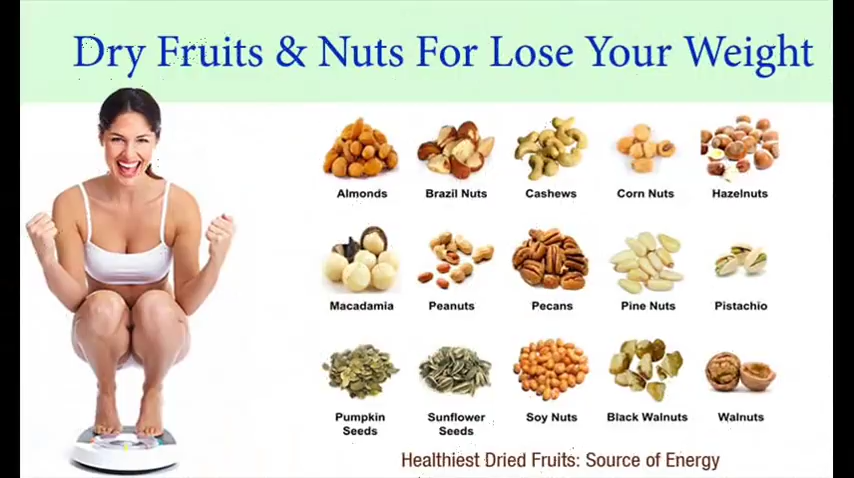 Dry Fruits & Nuts For Lose Your Weight
Almonds
Brazil Nuts
Cashews
Corn Nuts
Hazelnuts
Macadamia
Peanuts
Pecans
Pine Nuts
Pistachio
Pumpkin
Seeds
Sunflower
Seeds
Soy Nuts
Black Walnuts
Walnuts
Healthiest Dried Fruits: Source of Energy